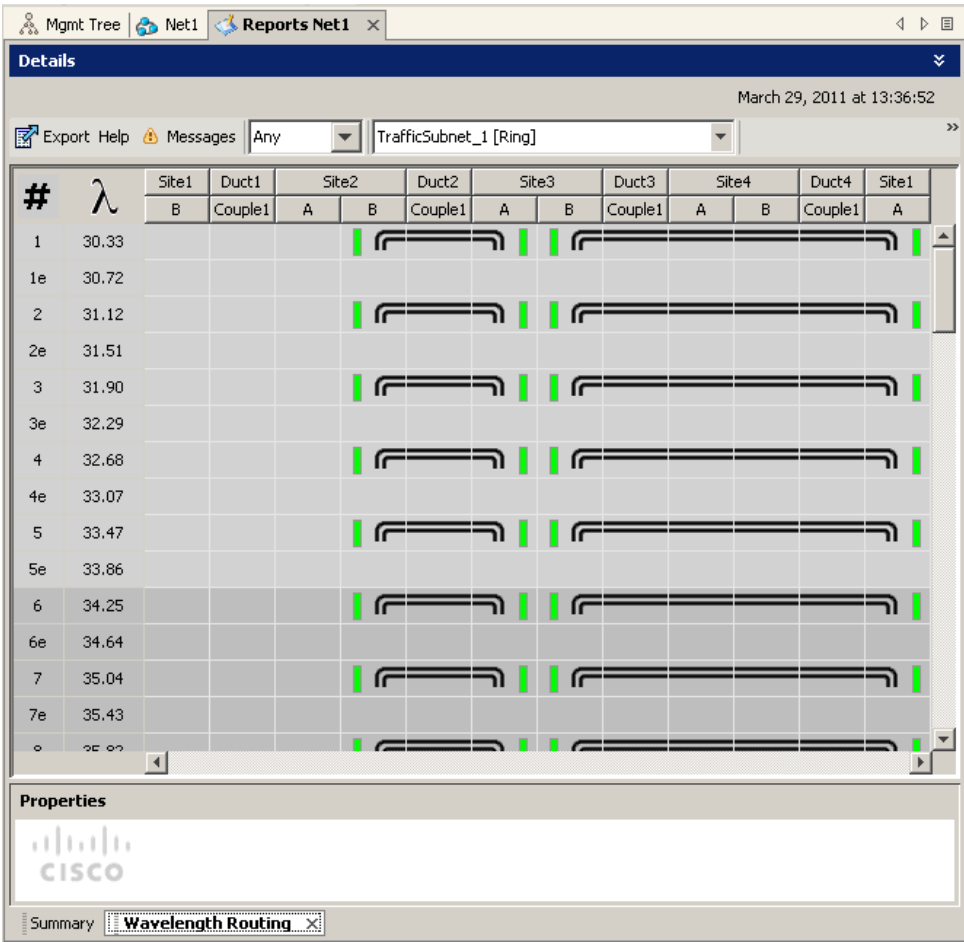 Mgmt Tree Net1 Reports Net1
Details
March 29, 2011 at 13:36:52
Export Help Messages Any TrafficSubnet_1 [Ring]
# λ Site1 Duct1 Site2 Duct2 Site3 Duct3 Site4 Duct4 Site1
B Couple1 A B Couple1 A B Couple1 A B Couple1 A
1 30.33
1e 30.72
2 31.12
2e 31.51
3 31.90
3e 32.29
4 32.68
4e 33.07
5 33.47
5e 33.86
6 34.25
6e 34.64
7 35.04
7e 35.43
Properties
CISCO
Summary Wavelength Routing